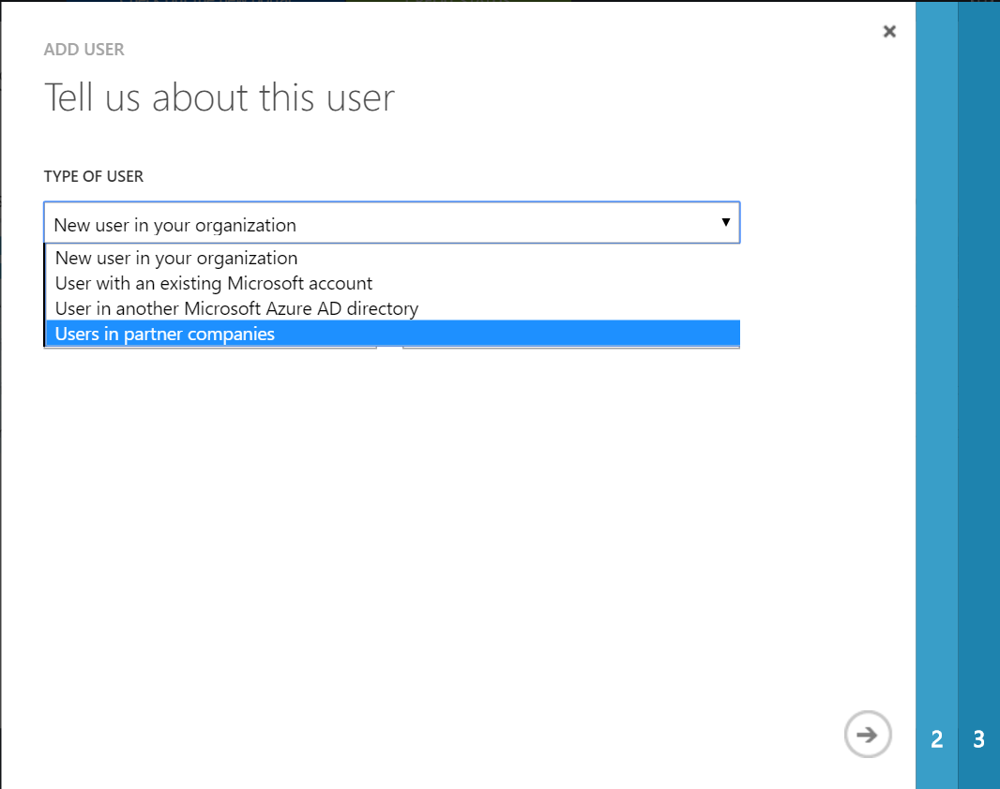 ADD USER
Tell us about this user
TYPE OF USER
New user in your organization
New user in your organization
User with an existing Microsoft account
User in another Microsoft Azure AD directory
Users in partner companies
2 3